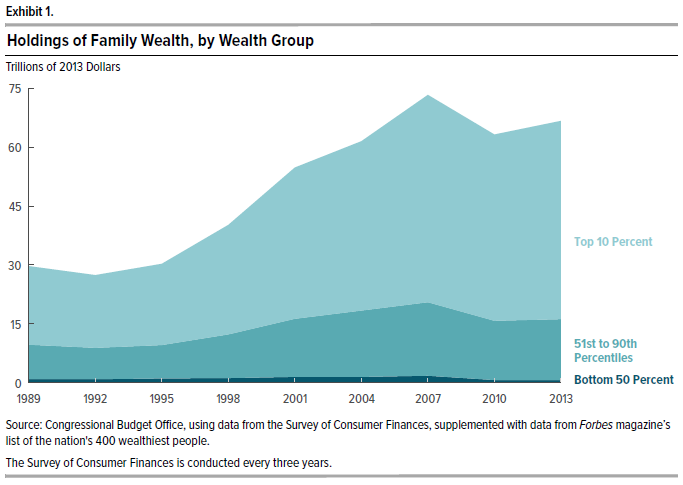 Exhibit 1.
Holdings of Family Wealth, by Wealth Group
Trillions of 2013 Dollars
75
60
45
30
15
0
Top 10 Percent
51st to 90th
Percentiles
Bottom 50 Percent
1989 1992 1995 1998 2001 2004 2007 2010 2013
Source: Congressional Budget Office, using data from the Survey of Consumer Finances, supplemented with data from Forbes magazine's
list of the nation's 400 wealthiest people.
The Survey of Consumer Finances is conducted every three years.